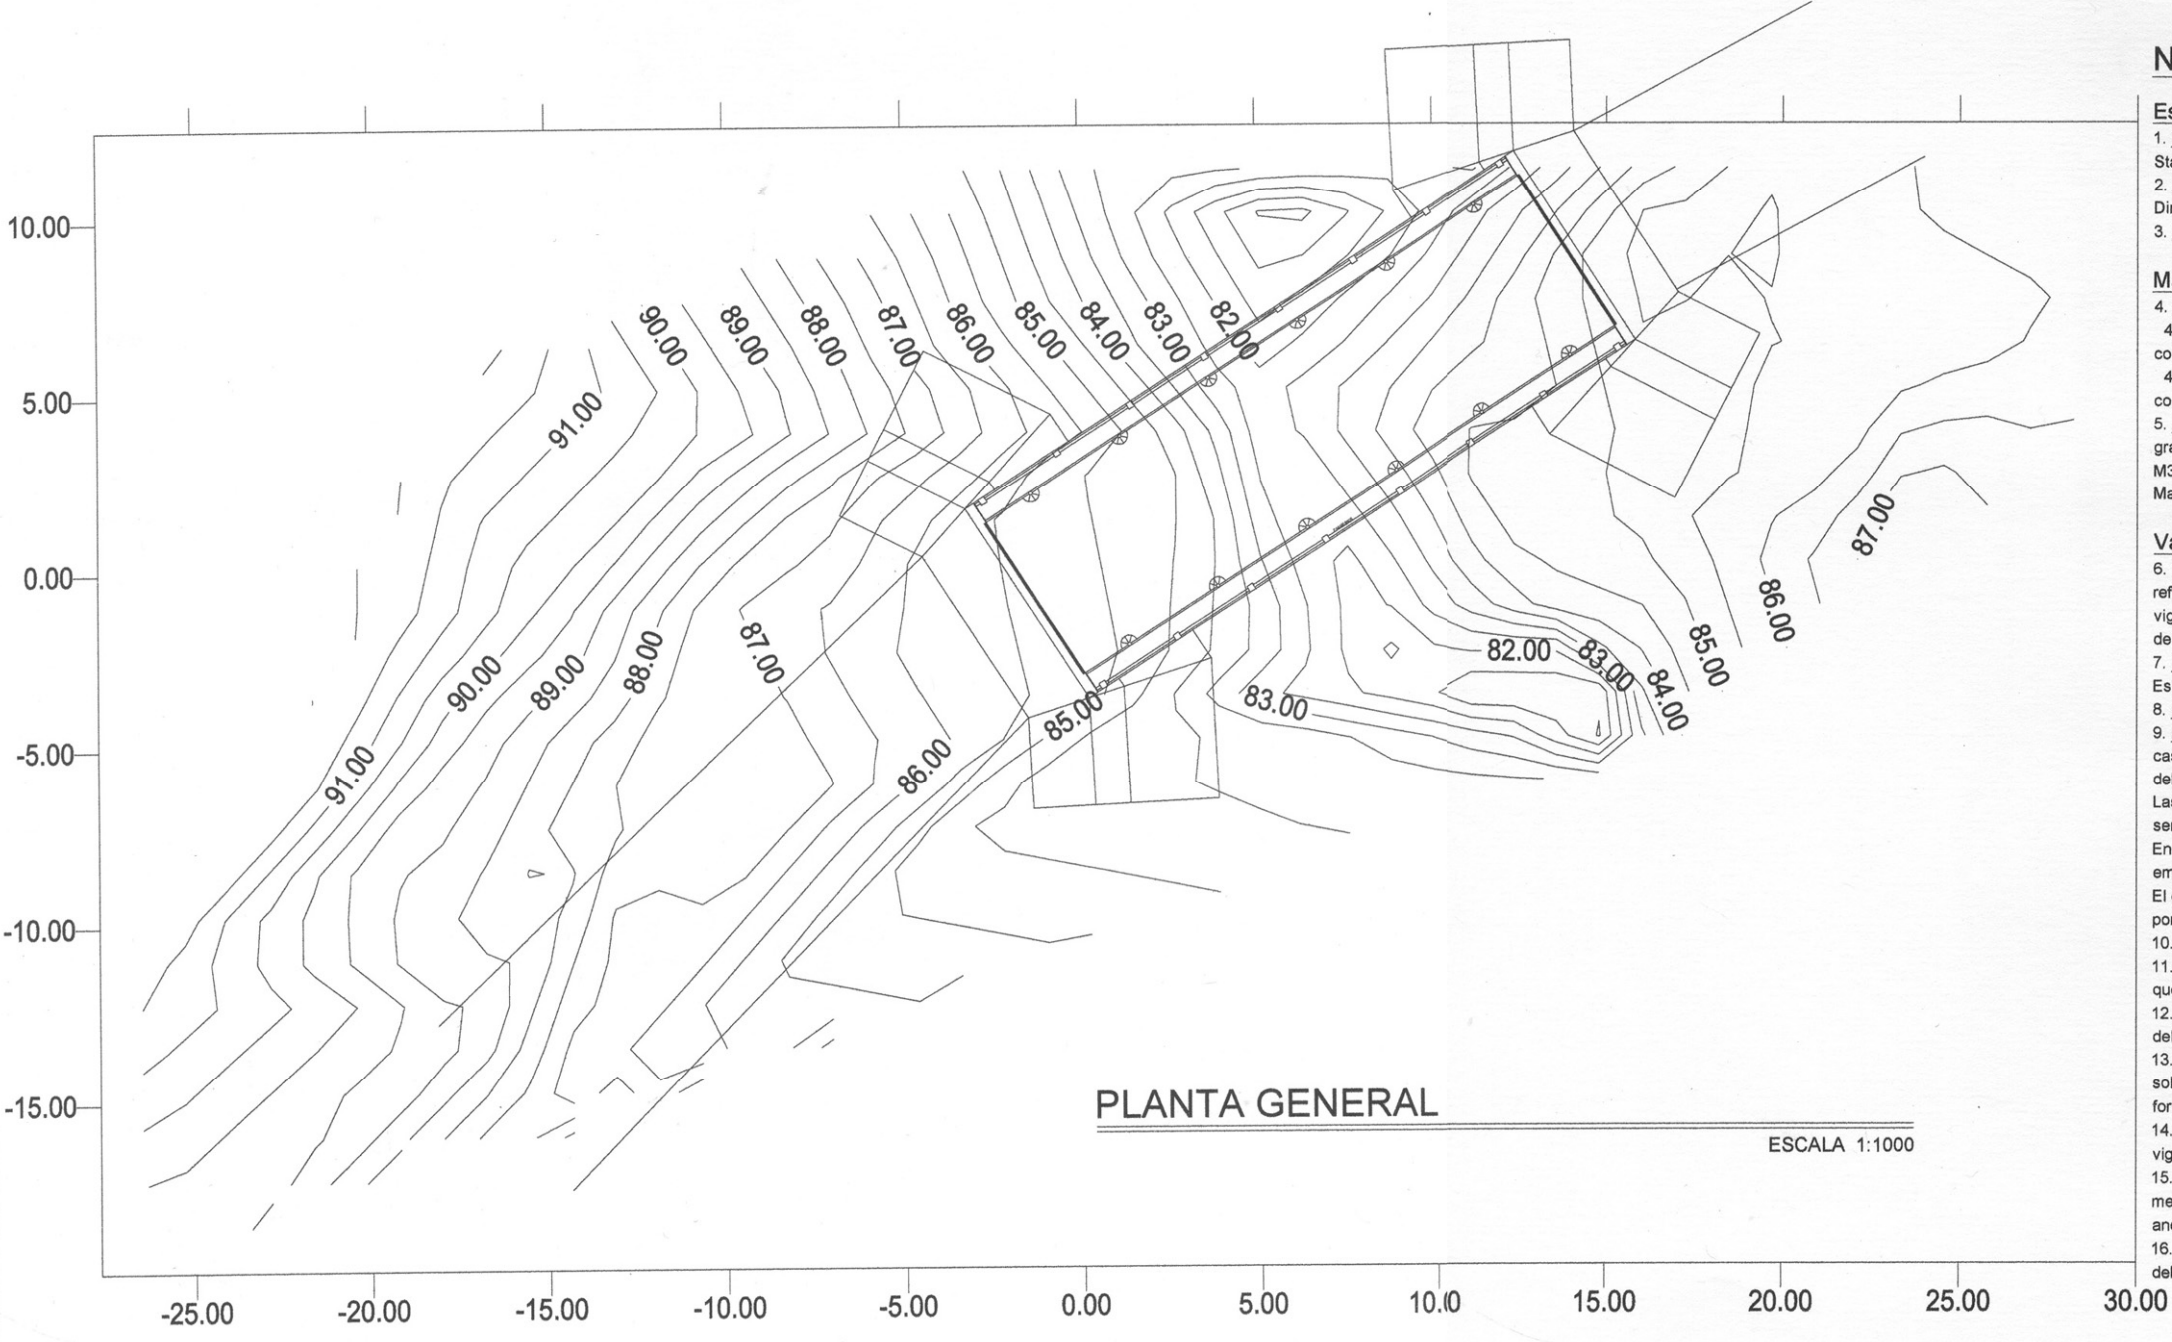 N
Es
1.
Sta
2.
Dir
3.
10.00
M
4.
90.00 89.00 88.00 87.00 86.00 85.00 84.00 83.00 82.00
4
co
4
5.00
91.00
co
5.
gra
M3
Ma
87.00
Va
0.00
6.
86.00
ref
vig
de
90.00 89.00 88.00 87.00 82.00 83.00 85.00
7.
Es
85.00 83.00 84.00
8.
9.
-5.00
91.00 86.00
cas
del
Las
ser
En
em
El
-10.00
por
10.
11.
que
12.
del
13.
sol
-15.00
PLANTA GENERAL
for
14.
ESCALA 1:1000
vig
15.
me
and
16.
del
-25.00 -20.00 -15.00 -10.00 -5.00 0.00 5.00 10.00 15.00 20.00 25.00 30.00